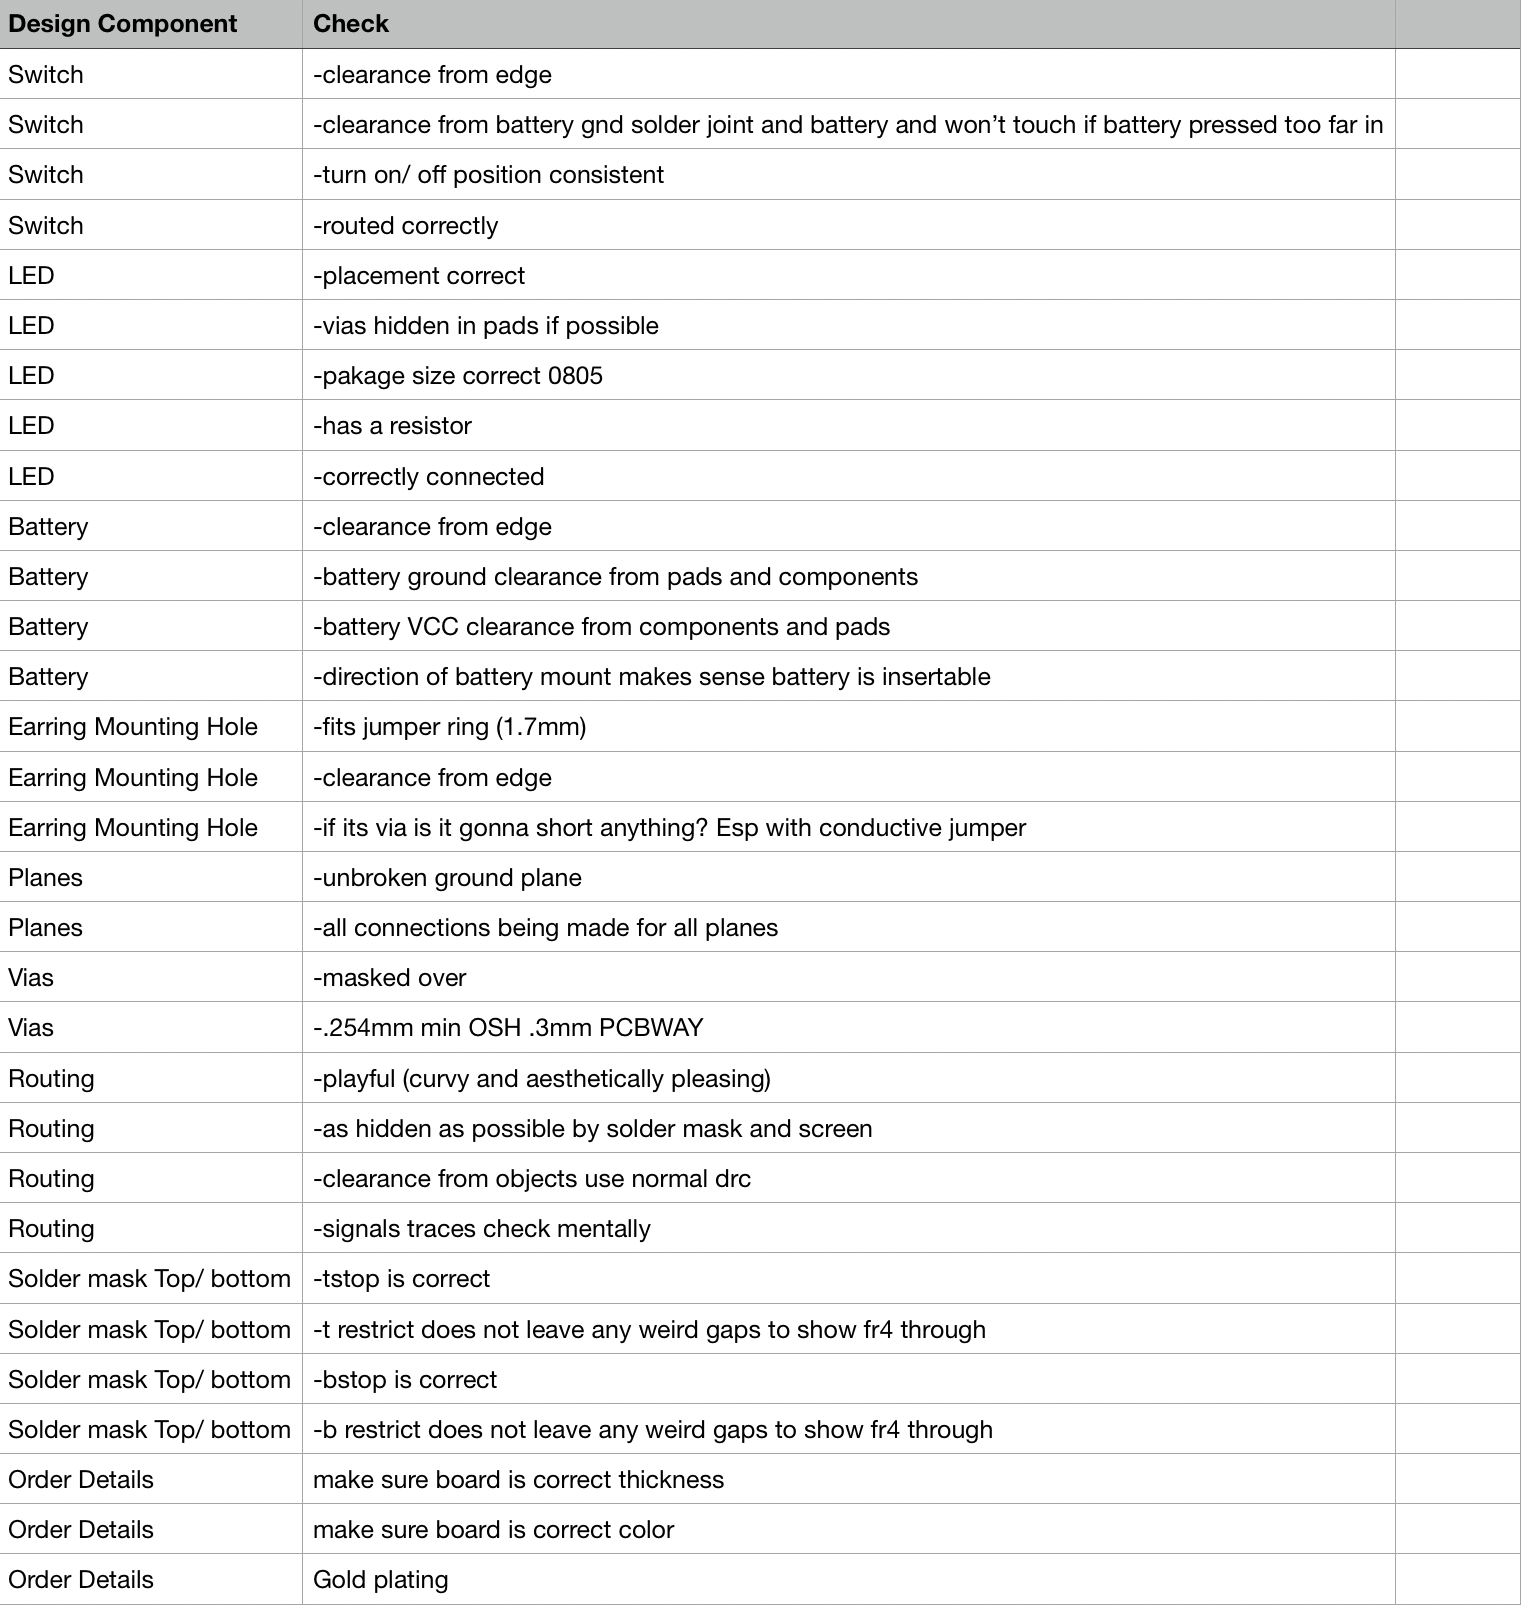 Design Component Check
Switch -clearance from edge
Switch -clearance from battery gnd solder joint and battery and won’t touch if battery pressed too far in
Switch -turn on/ off position consistent
Switch -routed correctly
LED -placement correct
LED -vias hidden in pads if possible
LED -pakage size correct 0805
LED -has a resistor
LED -correctly connected
Battery -clearance from edge
Battery -battery ground clearance from pads and components
Battery -battery VCC clearance from components and pads
Battery -direction of battery mount makes sense battery is insertable
Earring Mounting Hole -fits jumper ring (1.7mm)
Earring Mounting Hole -clearance from edge
Earring Mounting Hole -if its via is it gonna short anything? Esp with conductive jumper
Planes -unbroken ground plane
Planes -all connections being made for all planes
Vias -masked over
Vias -.254mm min OSH .3mm PCBWAY
Routing -playful (curvy and aesthetically pleasing)
Routing -as hidden as possible by solder mask and screen
Routing -clearance from objects use normal drc
Routing -signals traces check mentally
Solder mask Top/ bottom -tstop is correct
Solder mask Top/ bottom -t restrict does not leave any weird gaps to show fr4 through
Solder mask Top/ bottom -bstop is correct
Solder mask Top/ bottom -b restrict does not leave any weird gaps to show fr4 through
Order Details make sure board is correct thickness
Order Details make sure board is correct color
Order Details Gold plating